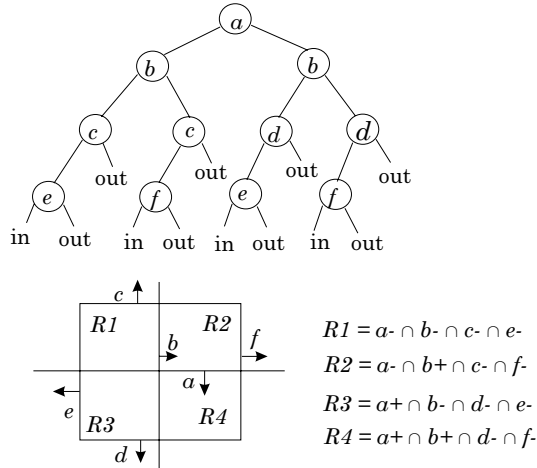 a
b b
c c d d
out out out out
e f e f
in out in out in out in out
c
R1 R2
b f
a
e
R3 R4
d
R1 = a- ∩ b- ∩ c- ∩ e-
R2 = a- ∩ b+ ∩ c- ∩ f-
R3 = a+ ∩ b- ∩ d- ∩ e-
R4 = a+ ∩ b+ ∩ d- ∩ f-